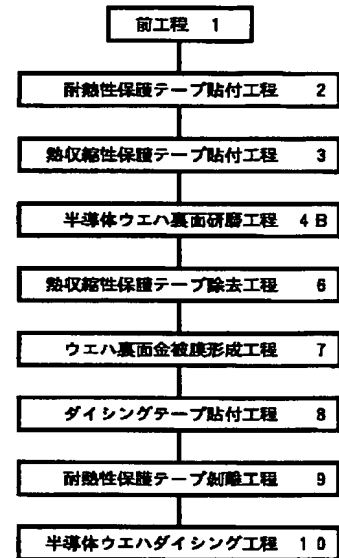 前工程 1
耐熱性保護テープ貼付工程 2
熱収縮性保護テープ貼付工程 3
半導体ウエハ裏面研磨工程 4B
熱収縮性保護テープ除去工程 6
ウエハ裏面金被膜形成工程 7
ダイシングテープ貼付工程 8
耐熱性保護テープ剝離工程 9
半導体ウエハダイシング工程 10